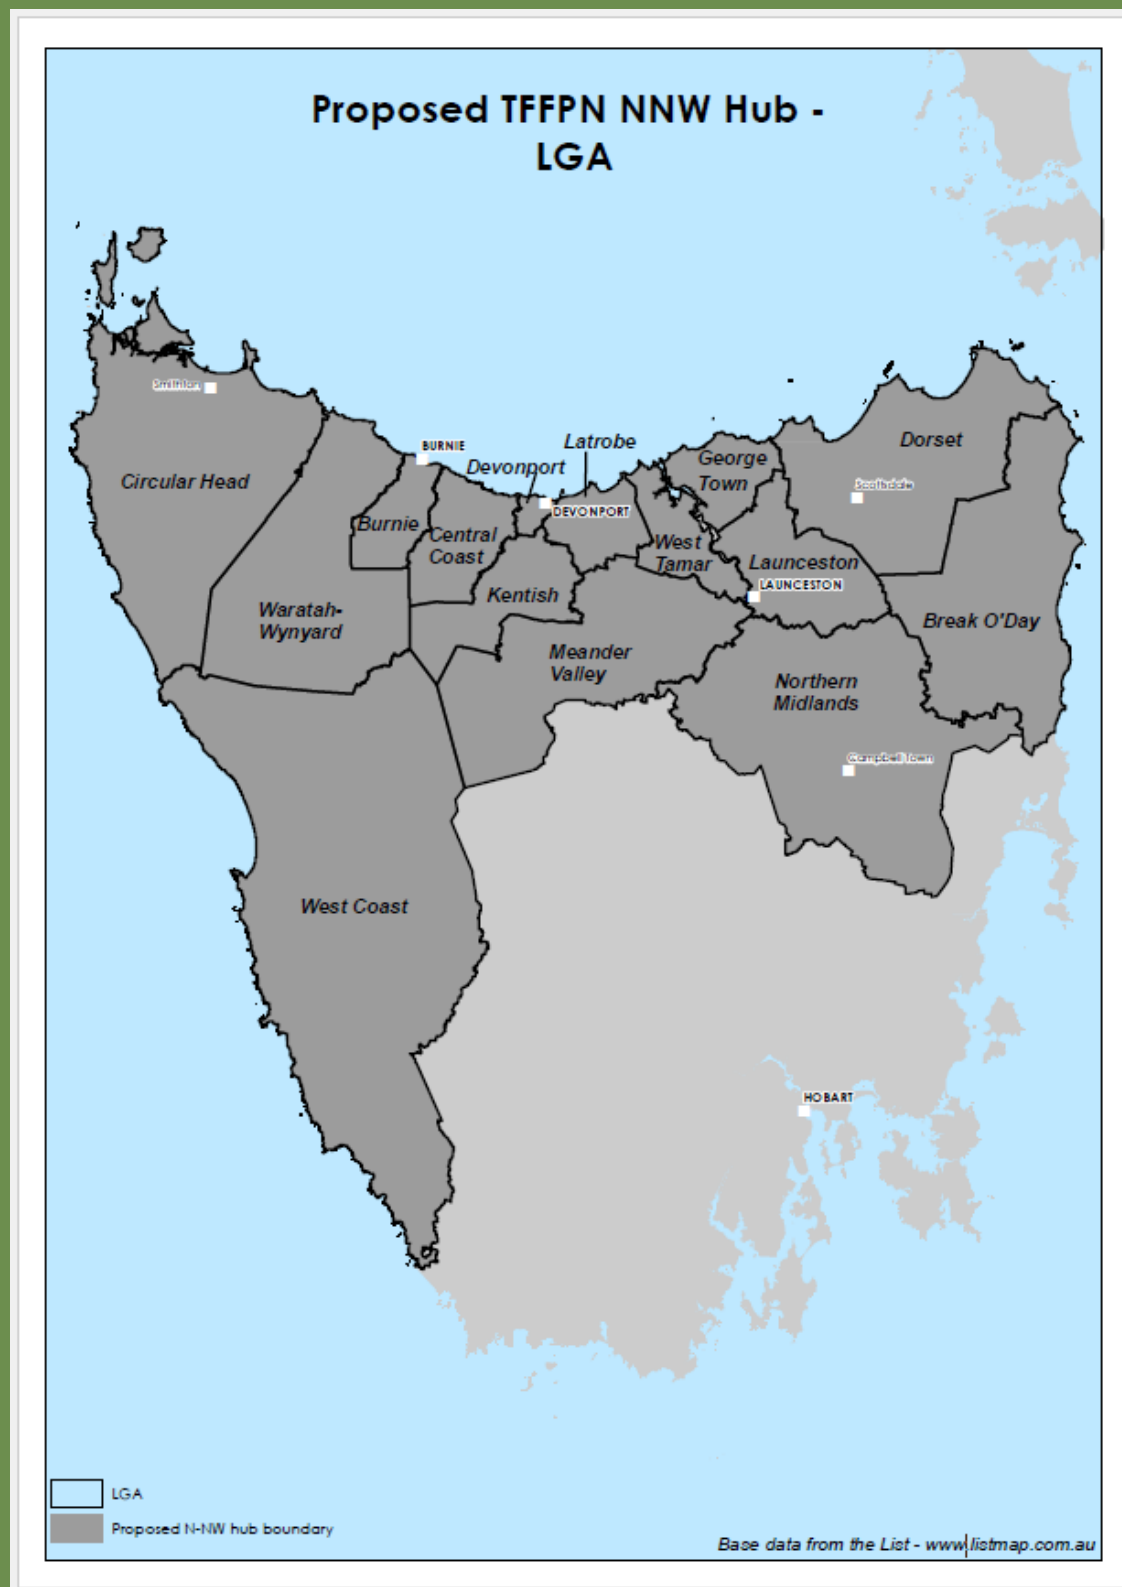 Proposed TFFPN NNW Hub -
LGA
Smithton
BURNIE
Latrobe
Devonport
Dorset
George
Town
Circular Head
Scottsdale
DEVONPORT
Burnie
Central
Coast
West
Tamar
Launceston
LAUNCESTON
Kentish
Waratah-
Wynyard
Break O'Day
Meander
Valley
Northern
Midlands
Campbell Town
West Coast
HOBART
LGA
Proposed N-NW hub boundary
Base data from the List - www.listmap.com.au